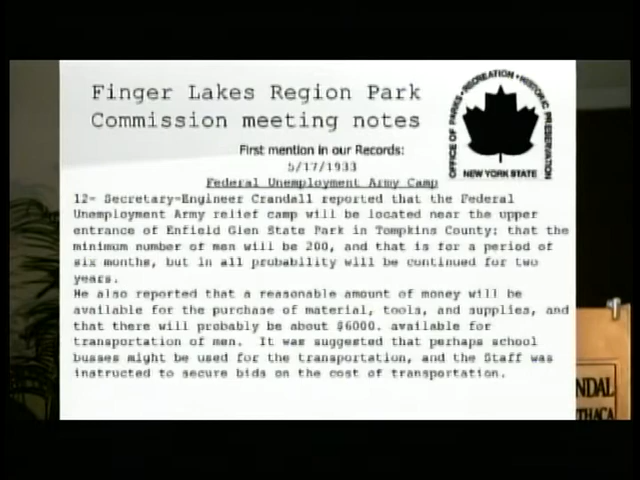 Finger Lakes Region Park
Commission meeting notes
OFFICE OF PARKS, RECREATION • HISTORIC PRESERVATION
NEW YORK STATE
First mention in our Records:
5/17/1933
Federal Unemployment Army Camp
12- Secretary-Engineer Crandall reported that the Federal
Unemployment Army relief camp will be located near the upper
entrance of Enfield Glen State Park in Tompkins County; that the
minimum number of men will be 200, and that is for a period of
six months, but in all probability will be continued for two
years.
He also reported that a reasonable amount of money will be
available for the purchase of material, tools, and supplies, and
that there will probably be about $6000. available for
transportation of men. It was suggested that perhaps school
busses might be used for the transportation, and the Staff was
instructed to secure bids on the cost of transportation.
NDAL
THACA